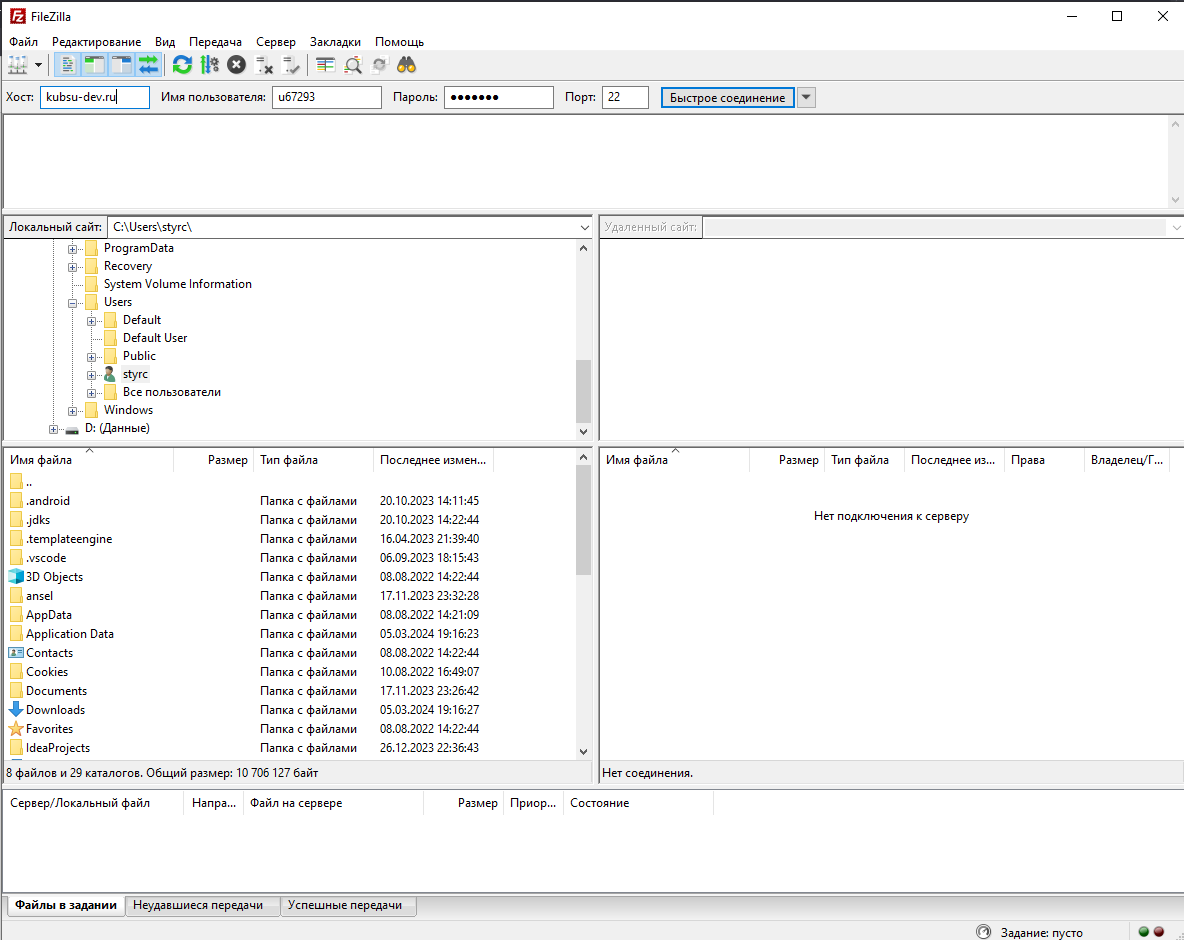 FileZilla
Файл Редактирование Вид Передача Сервер Закладки Помощь
Хост: kubsu-dev.ru Имя пользователя: u67293 Пароль: ●●●●●●● Порт: 22 Быстрое соединение
Локальный сайт: C:\Users\styrc\
ProgramData
Recovery
System Volume Information
Users
Default
Default User
Public
styrc
Все пользователи
Windows
D: (Данные)
Удаленный сайт:
Имя файла Размер Тип файла Последнее измен...
..
.android Папка с файлами 20.10.2023 14:11:45
.jdks Папка с файлами 20.10.2023 14:22:44
.templateengine Папка с файлами 16.04.2023 21:39:40
.vscode Папка с файлами 06.09.2023 18:15:43
3D Objects Папка с файлами 08.08.2022 14:22:44
ansel Папка с файлами 17.11.2023 23:32:28
AppData Папка с файлами 08.08.2022 14:21:09
Application Data Папка с файлами 05.03.2024 19:16:23
Contacts Папка с файлами 08.08.2022 14:22:44
Cookies Папка с файлами 10.08.2022 16:49:07
Documents Папка с файлами 17.11.2023 23:26:42
Downloads Папка с файлами 05.03.2024 19:16:27
Favorites Папка с файлами 08.08.2022 14:22:44
IdeaProjects Папка с файлами 26.12.2023 22:36:43
8 файлов и 29 каталогов. Общий размер: 10 706 127 байт
Имя файла Размер Тип файла Последнее из... Права Владелец/Г...
Нет подключения к серверу
Нет соединения.
Сервер/Локальный файл Напра... Файл на сервере Размер Приор... Состояние
Файлы в задании Неудавшиеся передачи Успешные передачи
Задание: пусто